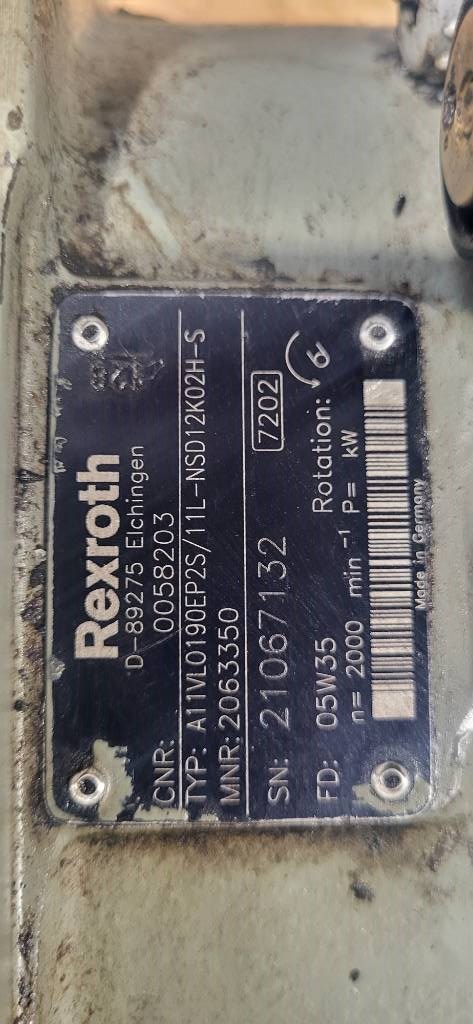 Rexroth
D-89275 Elchingen
CNR: 0058203
TYP: A11VLO190EP2S/11L-NSD12K02H-S
MNR: 2063350
SN: 21067132 7202
FD: 05W35 Rotation:
n= 2000 min -1 P= kW
Made in Germany